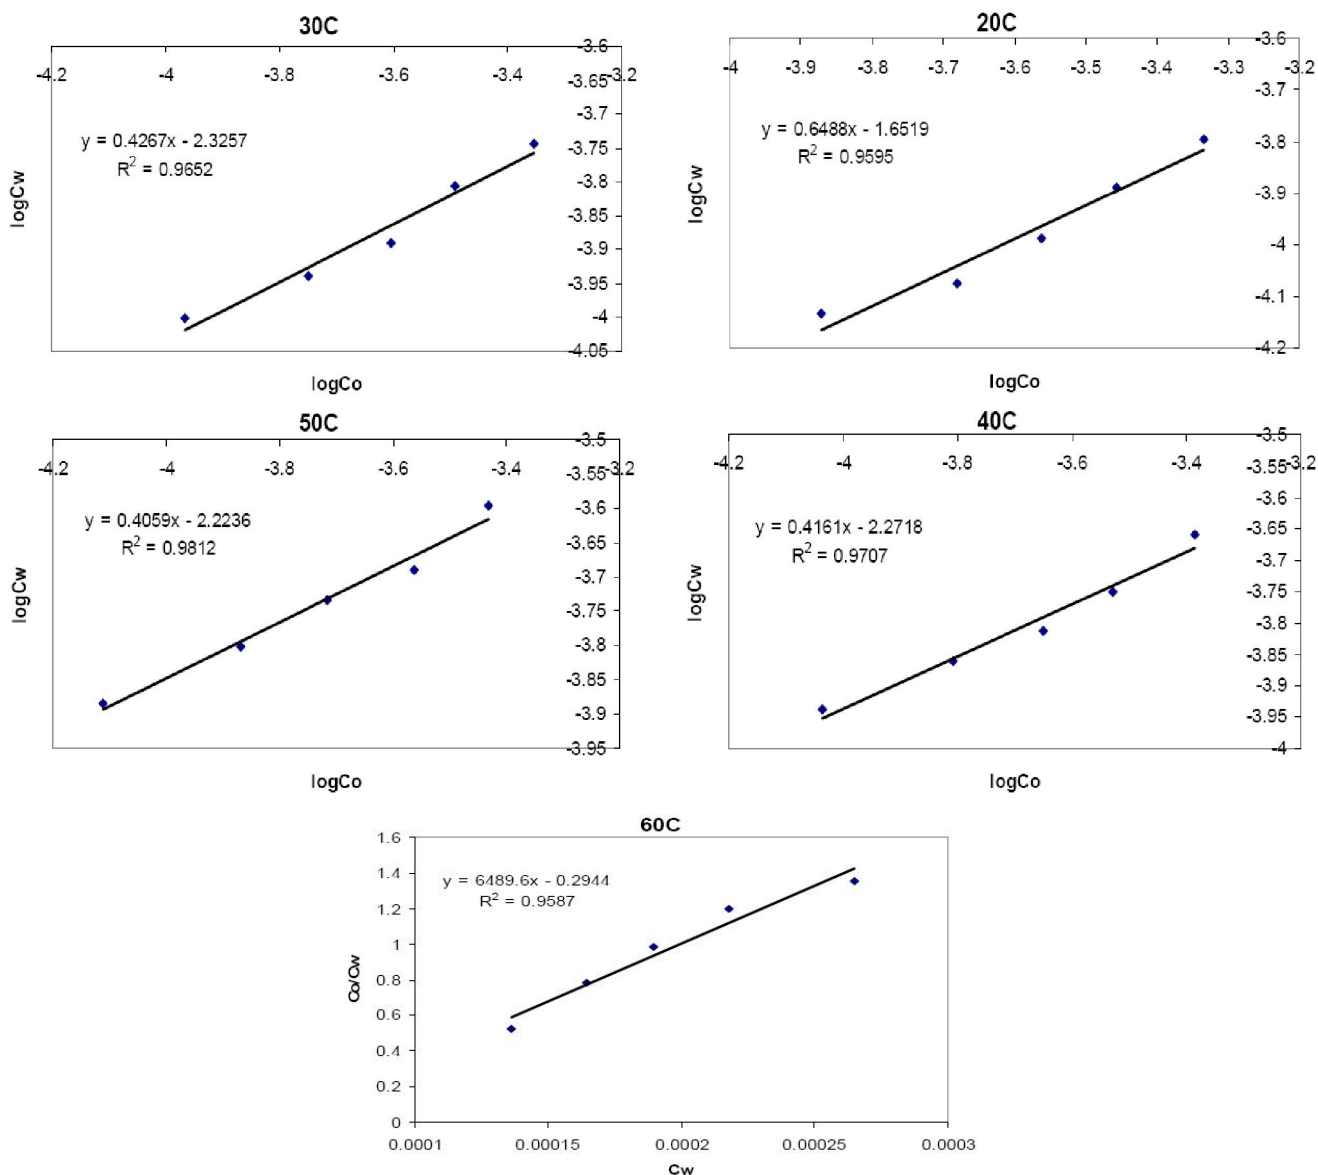 30C
-4.2 -4 -3.8 -3.6 -3.4 -3.2
-3.6
-3.65
-3.7
-3.75
-3.8
-3.85
-3.9
-3.95
-4
-4.05
y = 0.4267x - 2.3257
R² = 0.9652
logCw
logCo
20C
-4 -3.9 -3.8 -3.7 -3.6 -3.5 -3.4 -3.3 -3.2
-3.6
-3.7
-3.8
-3.9
-4
-4.1
-4.2
y = 0.6488x - 1.6519
R² = 0.9595
logCw
logCo
50C
-4.2 -4 -3.8 -3.6 -3.4 -3.2
-3.5
-3.55
-3.6
-3.65
-3.7
-3.75
-3.8
-3.85
-3.9
-3.95
y = 0.4059x - 2.2236
R² = 0.9812
logCw
logCo
40C
-4.2 -4 -3.8 -3.6 -3.4 -3.2
-3.5
-3.55
-3.6
-3.65
-3.7
-3.75
-3.8
-3.85
-3.9
-3.95
-4
y = 0.4161x - 2.2718
R² = 0.9707
logCw
logCo
60C
1.6
1.4
1.2
1
0.8
0.6
0.4
0.2
0
y = 6489.6x - 0.2944
R² = 0.9587
Co/Cw
0.0001 0.00015 0.0002 0.00025 0.0003
Cw